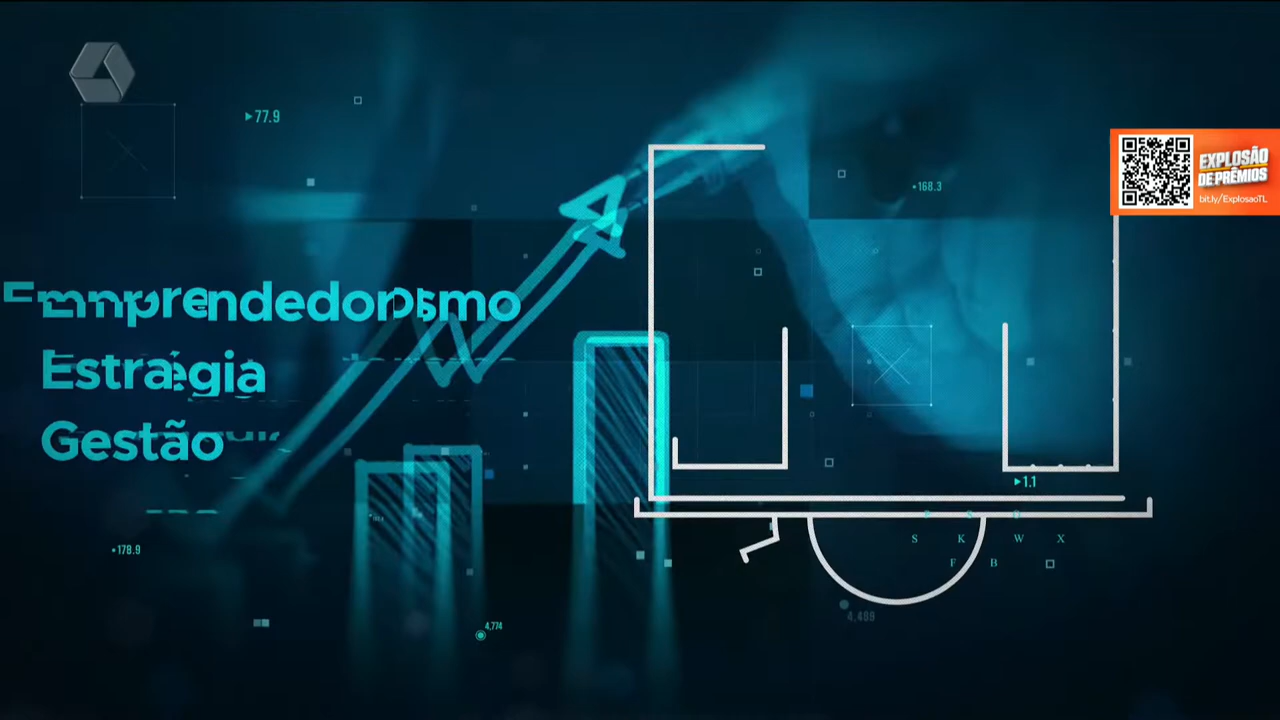 77.9
168.3
EXPLOSÃO
DE PRÊMIOS
bit.ly/ExplosaoTL
Empreendedorismo
Estratégia
Gestão
1.1
S K W X
F B
178.9
4,774
4,469